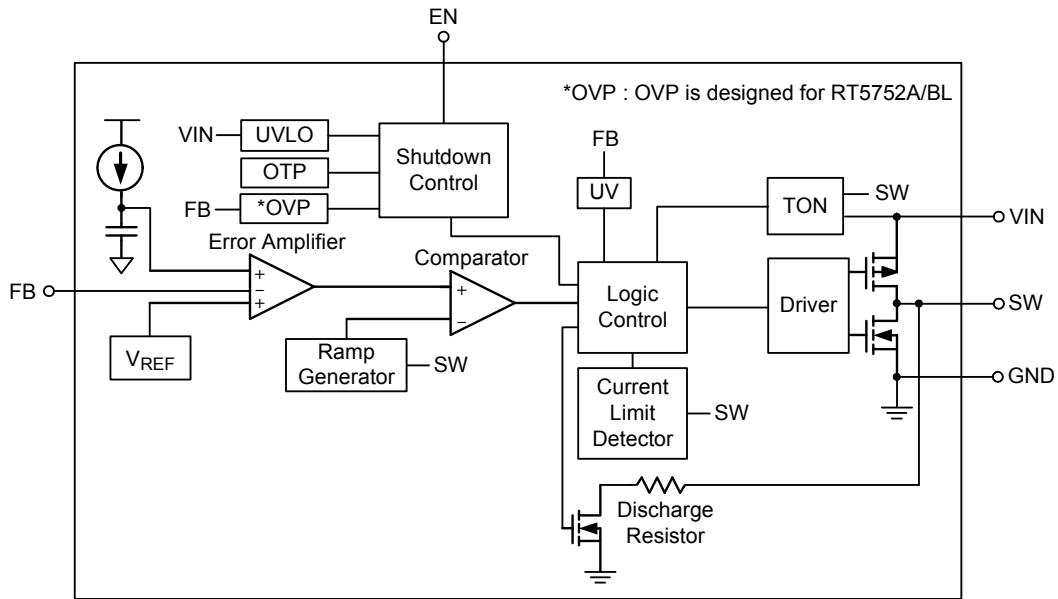 EN
*OVP : OVP is designed for RT5752A/BL
VIN
UVLO
OTP
FB
*OVP
Shutdown
Control
FB
UV
TON
SW
VIN
Error Amplifier
+
−
+
FB
VREF
Comparator
+
−
Ramp
Generator
SW
Logic
Control
Driver
SW
GND
Current
Limit
Detector
SW
Discharge
Resistor